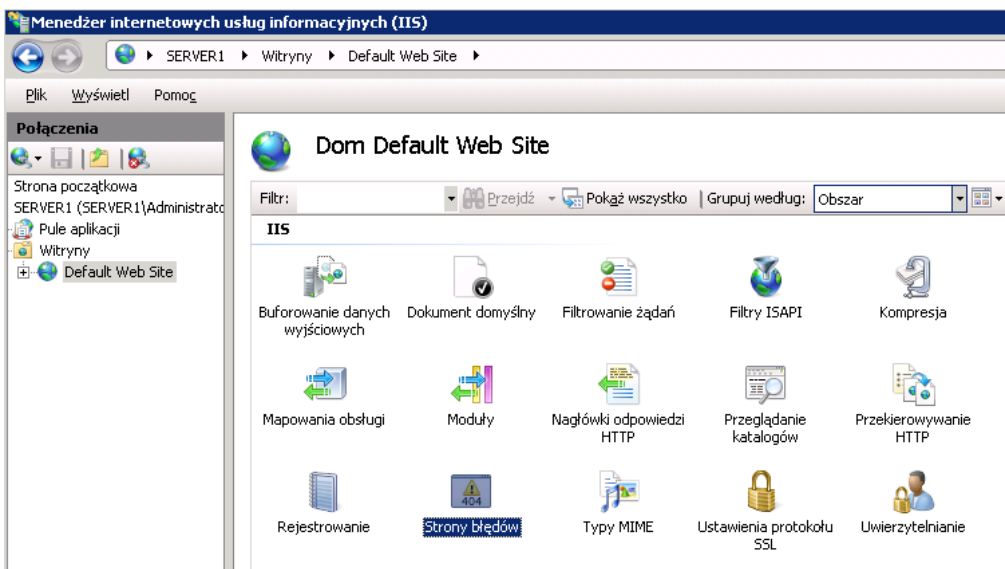 Menedżer internetowych usług informacyjnych (IIS)
SERVER1 Witryny Default Web Site
Plik Wyświetl Pomoc
Połączenia
Strona początkowa
SERVER1 (SERVER1\Administrato
Pule aplikacji
Witryny
Default Web Site
Dom Default Web Site
Filtr: Przejdź Pokaż wszystko Grupuj według: Obszar
IIS
Buforowanie danych wyjściowych
Dokument domyślny
Filtrowanie żądań
Filtry ISAPI
Kompresja
Mapowania obsługi
Moduły
Nagłówki odpowiedzi HTTP
Przeglądanie katalogów
Przekierowywanie HTTP
Rejestrowanie
404
Strony błędów
Typy MIME
Ustawienia protokołu SSL
Uwierzytelnianie